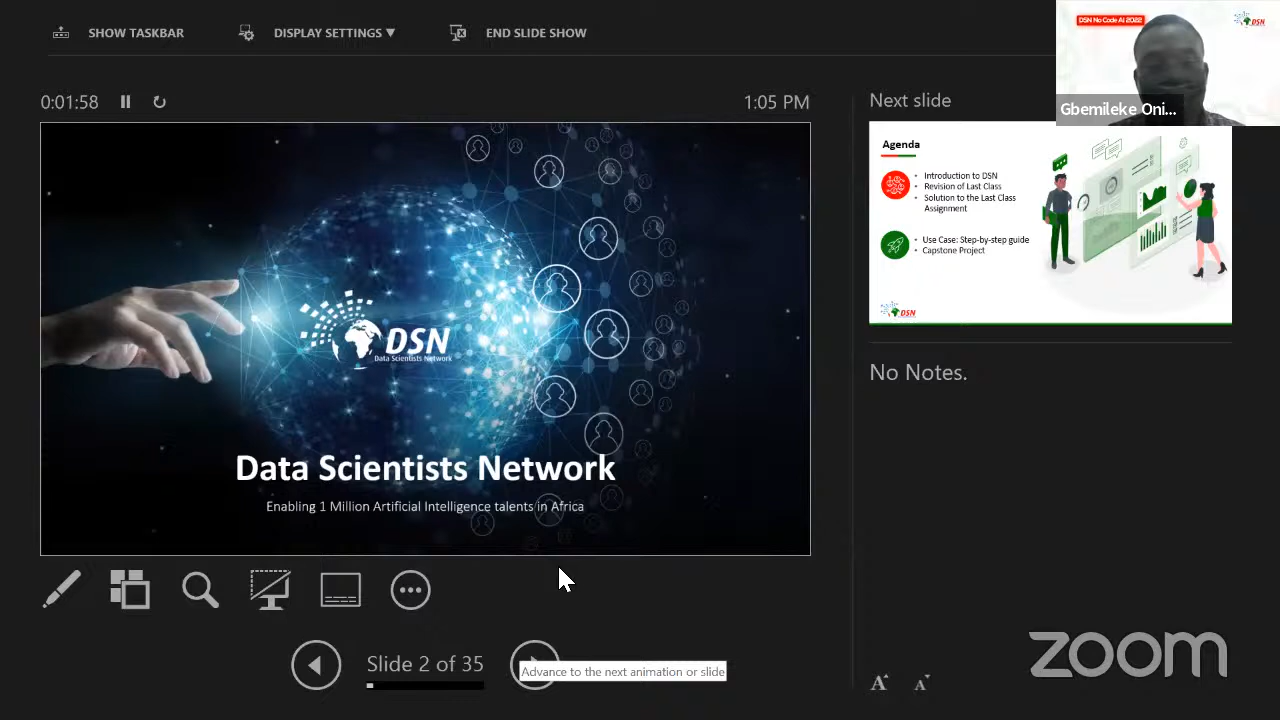 SHOW TASKBAR
DISPLAY SETTINGS ▼
END SLIDE SHOW
DSN No Code AI 2022
DSN
Gbemileke Oni...
0:01:58
1:05 PM
Next slide
DSN
Data Scientists Network
Data Scientists Network
Enabling 1 Million Artificial Intelligence talents in Africa
Agenda
• Introduction to DSN
• Revision of Last Class
• Solution to the Last Class
Assignment
• Use Case: Step-by-step guide
• Capstone Project
DSN
No Notes.
Slide 2 of 35
Advance to the next animation or slide
A A
zoom